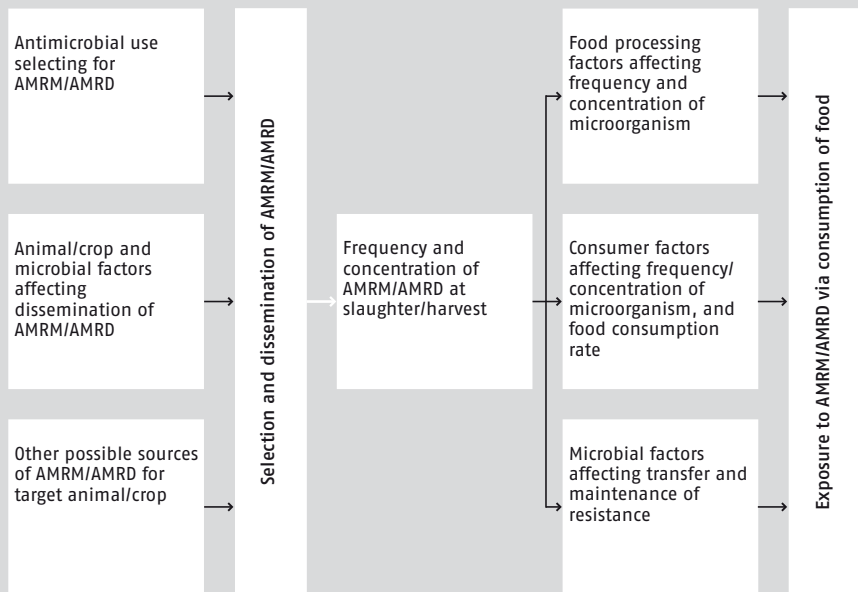 Antimicrobial use
selecting for
AMRM/AMRD
Animal/crop and
microbial factors
affecting
dissemination of
AMRM/AMRD
Other possible sources
of AMRM/AMRD for
target animal/crop
Selection and dissemination of AMRM/AMRD
Frequency and
concentration of
AMRM/AMRD at
slaughter/harvest
Food processing
factors affecting
frequency and
concentration of
microorganism
Consumer factors
affecting frequency/
concentration of
microorganism, and
food consumption
rate
Microbial factors
affecting transfer and
maintenance of
resistance
Exposure to AMRM/AMRD via consumption of food